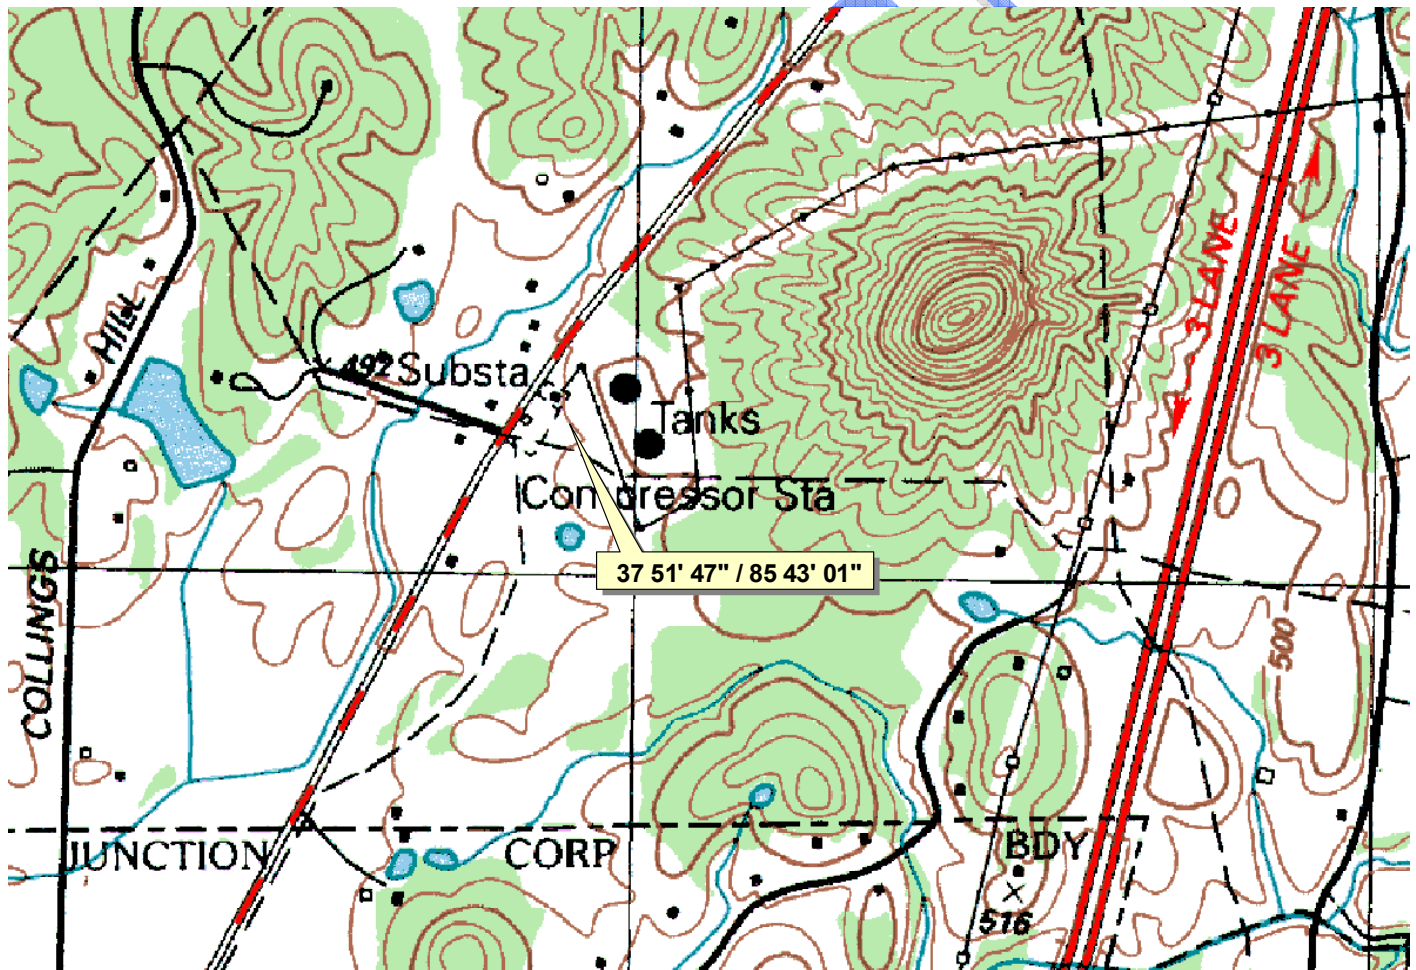 3 LANE
3 LANE
HILL
492
Substa
Tanks
Compressor Sta
37 51' 47" / 85 43' 01"
COLLINGS
500
JUNCTION CORP BDY
516